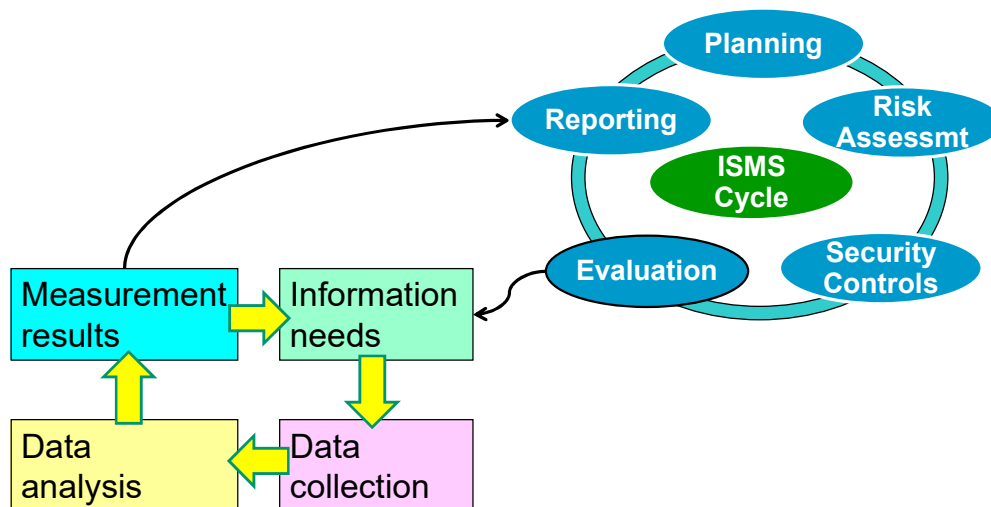 Planning
Reporting
Risk
Assessmt
ISMS
Cycle
Evaluation
Security
Controls
Measurement
results
Information
needs
Data
analysis
Data
collection